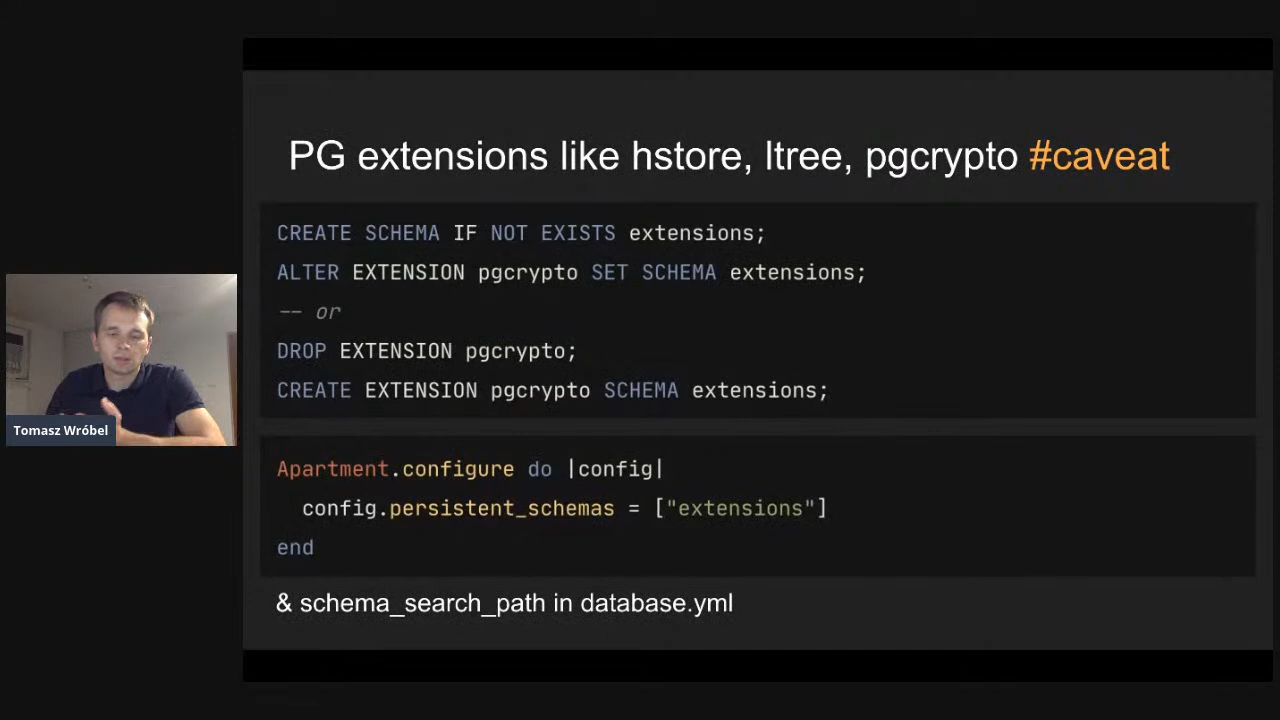 PG extensions like hstore, ltree, pgcrypto #caveat
CREATE SCHEMA IF NOT EXISTS extensions;
ALTER EXTENSION pgcrypto SET SCHEMA extensions;
-- or
DROP EXTENSION pgcrypto;
CREATE EXTENSION pgcrypto SCHEMA extensions;
Apartment.configure do |config|
  config.persistent_schemas = ["extensions"]
end
& schema_search_path in database.yml
Tomasz Wróbel